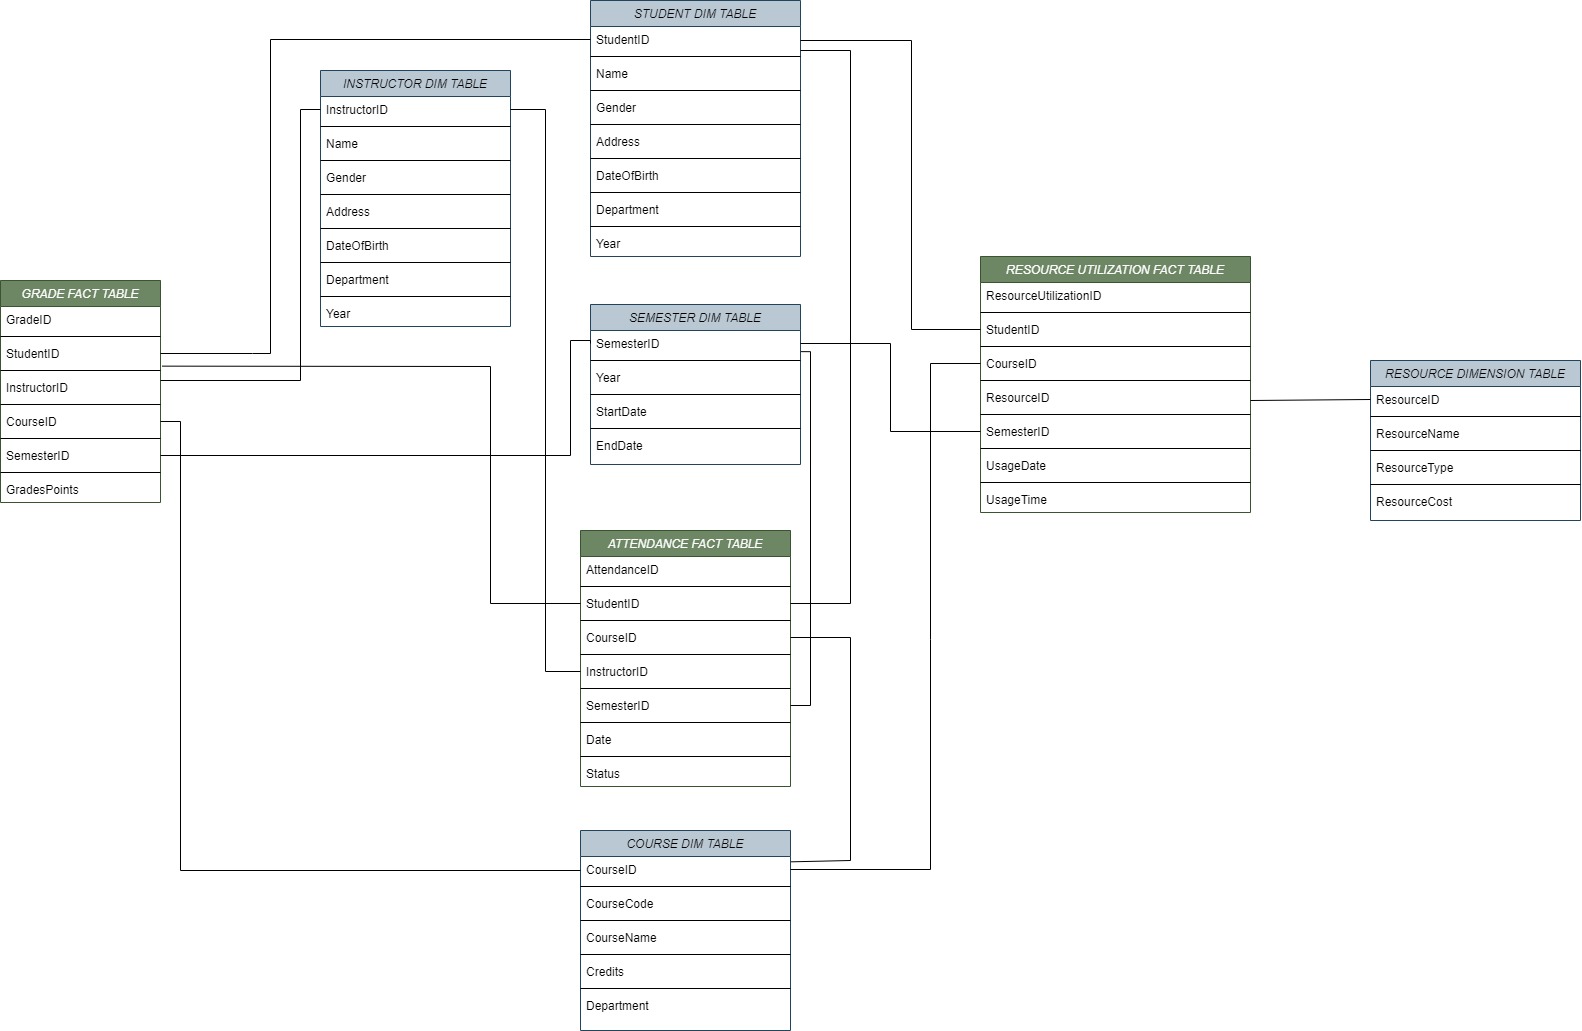 STUDENT DIM TABLE
StudentID
Name
Gender
Address
DateOfBirth
Department
Year
INSTRUCTOR DIM TABLE
InstructorID
Name
Gender
Address
DateOfBirth
Department
Year
GRADE FACT TABLE
GradeID
StudentID
InstructorID
CourseID
SemesterID
GradesPoints
SEMESTER DIM TABLE
SemesterID
Year
StartDate
EndDate
RESOURCE UTILIZATION FACT TABLE
ResourceUtilizationID
StudentID
CourseID
ResourceID
SemesterID
UsageDate
UsageTime
RESOURCE DIMENSION TABLE
ResourceID
ResourceName
ResourceType
ResourceCost
ATTENDANCE FACT TABLE
AttendanceID
StudentID
CourseID
InstructorID
SemesterID
Date
Status
COURSE DIM TABLE
CourseID
CourseCode
CourseName
Credits
Department